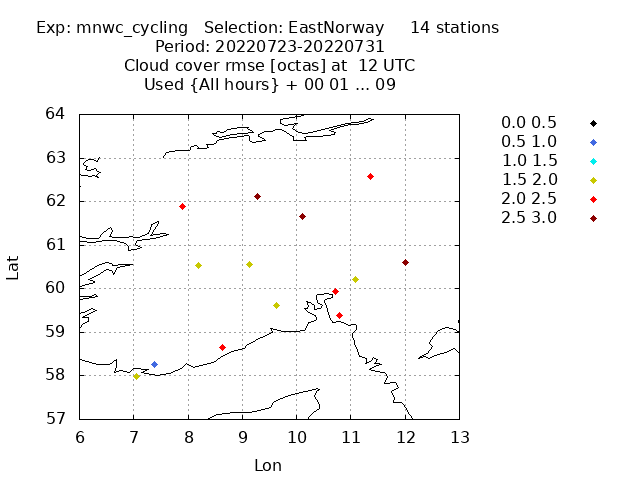 Exp: mnwc_cycling   Selection: EastNorway     14 stations
Period: 20220723-20220731
Cloud cover rmse [octas] at  12 UTC
Used {All hours} + 00 01 ... 09
0.0 0.5
0.5 1.0
1.0 1.5
1.5 2.0
2.0 2.5
2.5 3.0
64
63
62
61
60
59
58
57
Lat
6 7 8 9 10 11 12 13
Lon